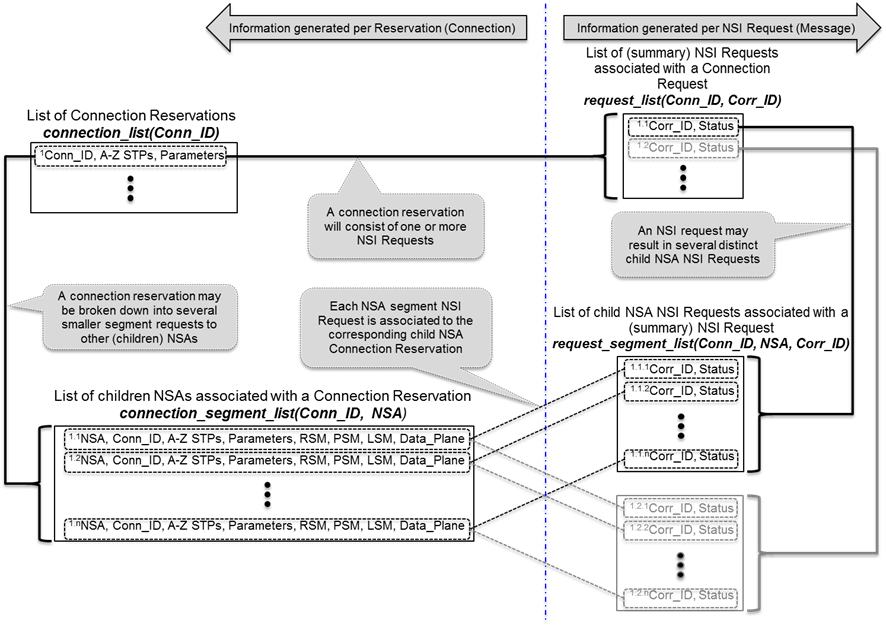 Information generated per Reservation (Connection)
Information generated per NSI Request (Message)
List of (summary) NSI Requests
associated with a Connection
Request
request_list(Conn_ID, Corr_ID)
List of Connection Reservations
connection_list(Conn_ID)
1.1Corr_ID, Status
1.2Corr_ID, Status
1Conn_ID, A-Z STPs, Parameters
A connection reservation
will consist of one or more
NSI Requests
An NSI request may
result in several distinct
child NSA NSI Requests
A connection reservation may
be broken down into several
smaller segment requests to
other (children) NSAs
Each NSA segment NSI
Request is associated to the
corresponding child NSA
Connection Reservation
List of child NSA NSI Requests associated with a
(summary) NSI Request
request_segment_list(Conn_ID, NSA, Corr_ID)
1.1.1Corr_ID, Status
1.1.2Corr_ID, Status
1.1.nCorr_ID, Status
List of children NSAs associated with a Connection Reservation
connection_segment_list(Conn_ID, NSA)
1.1NSA, Conn_ID, A-Z STPs, Parameters, RSM, PSM, LSM, Data_Plane
1.2NSA, Conn_ID, A-Z STPs, Parameters, RSM, PSM, LSM, Data_Plane
1.nNSA, Conn_ID, A-Z STPs, Parameters, RSM, PSM, LSM, Data_Plane
1.2.1Corr_ID, Status
1.2.2Corr_ID, Status
1.2.nCorr_ID, Status